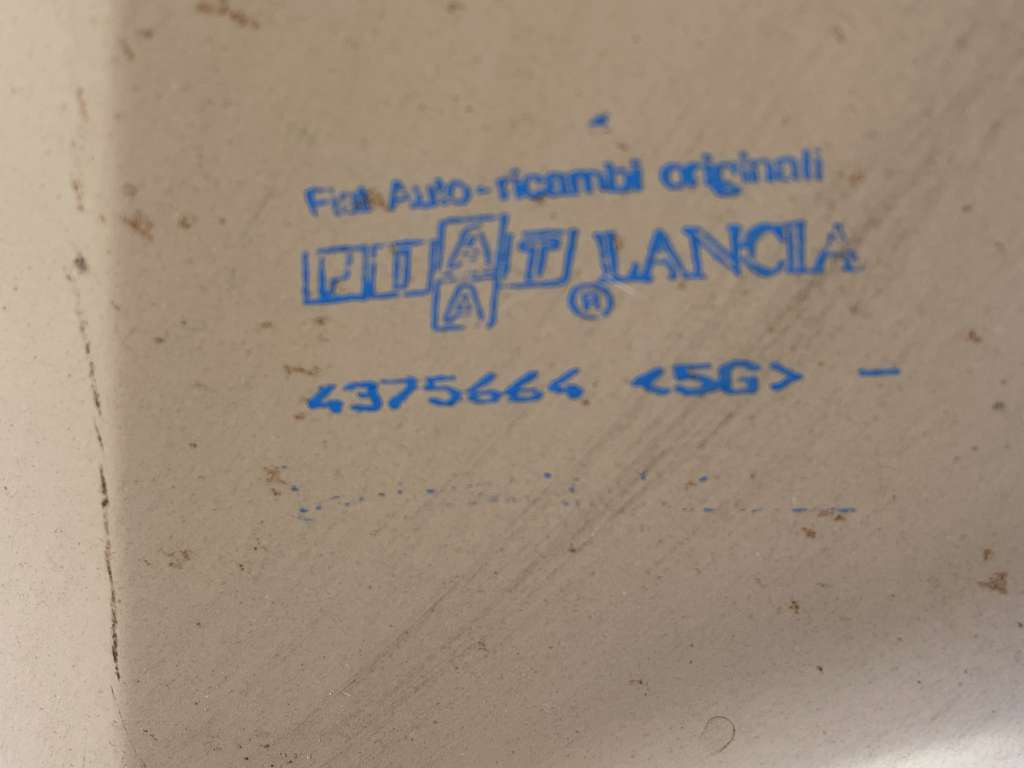 Fiat Auto - ricambi originali
FIAT ® LANCIA
A
4375664 <5G> -